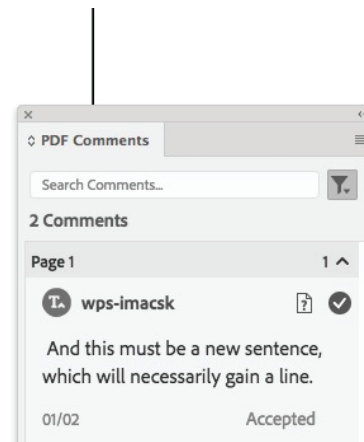 PDF Comments
Search Comments...
2 Comments
Page 1 1
wps-imacsk
And this must be a new sentence,
which will necessarily gain a line.
01/02 Accepted